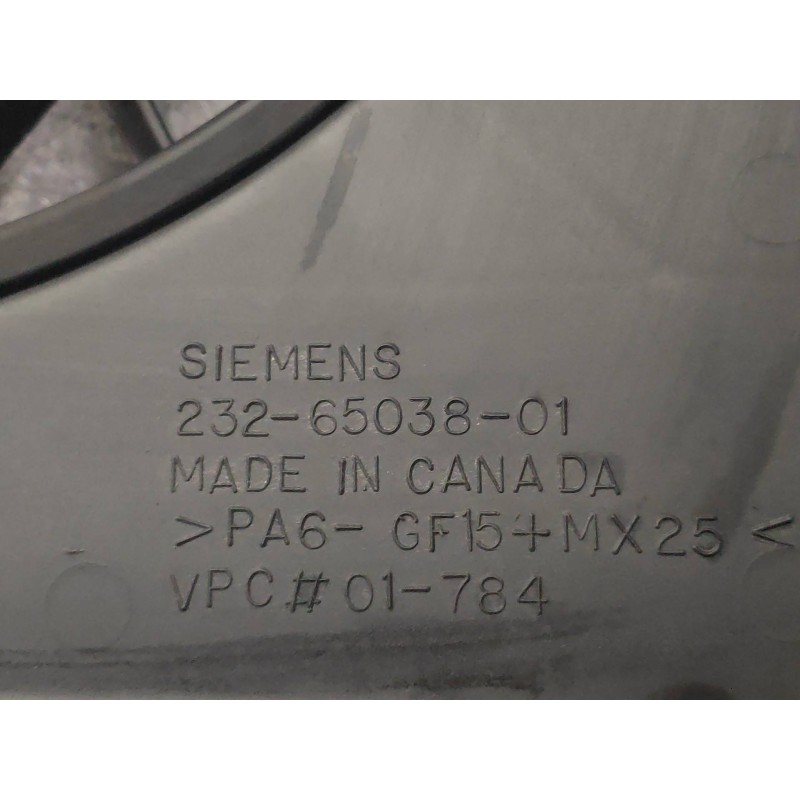 SIEMENS
232-65038-01
MADE IN CANADA
>PA6- GF15+MX25<
VPC# 01-784